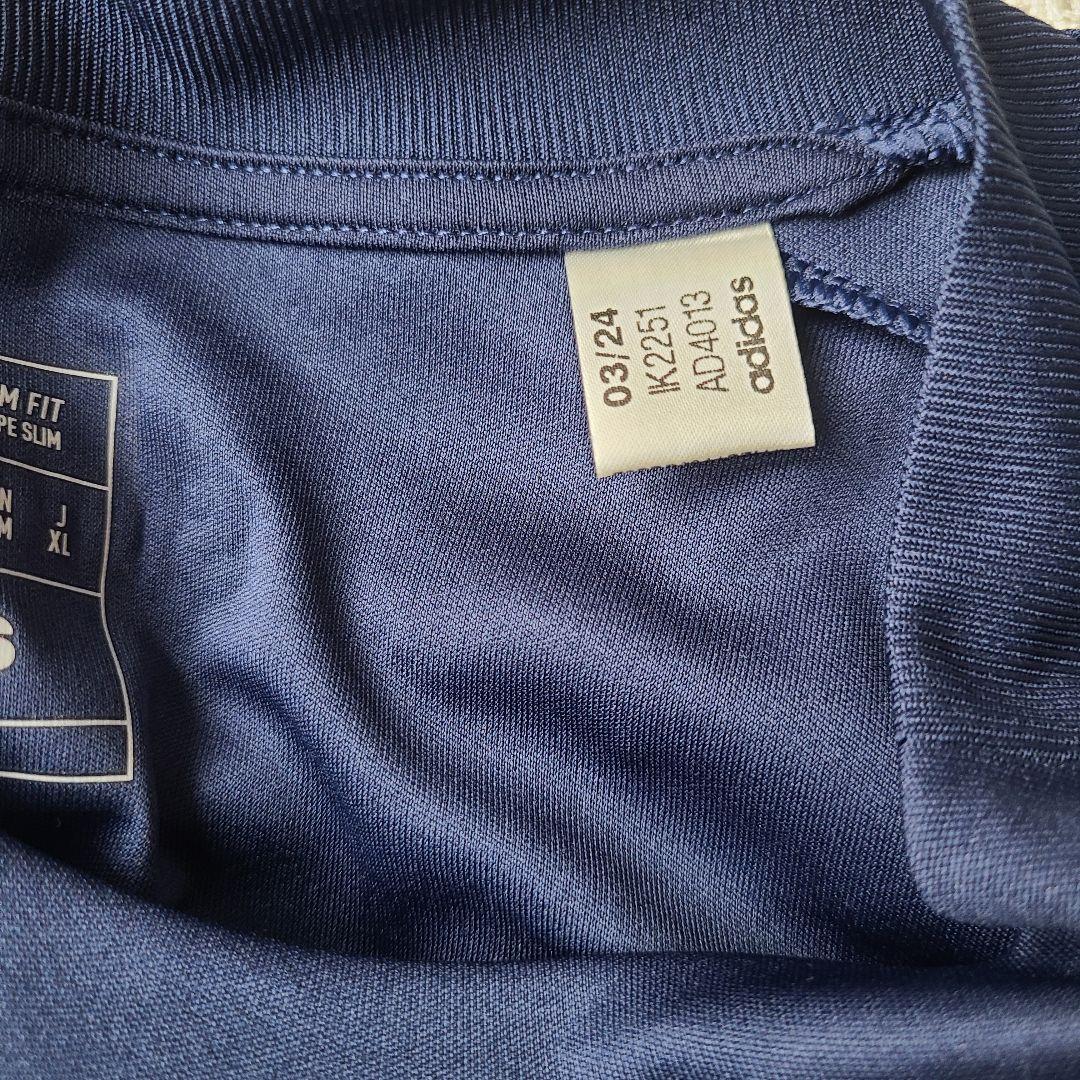 M FIT
PE SLIM
N J
M XL
03/24
IK2251
AD4013
adidas